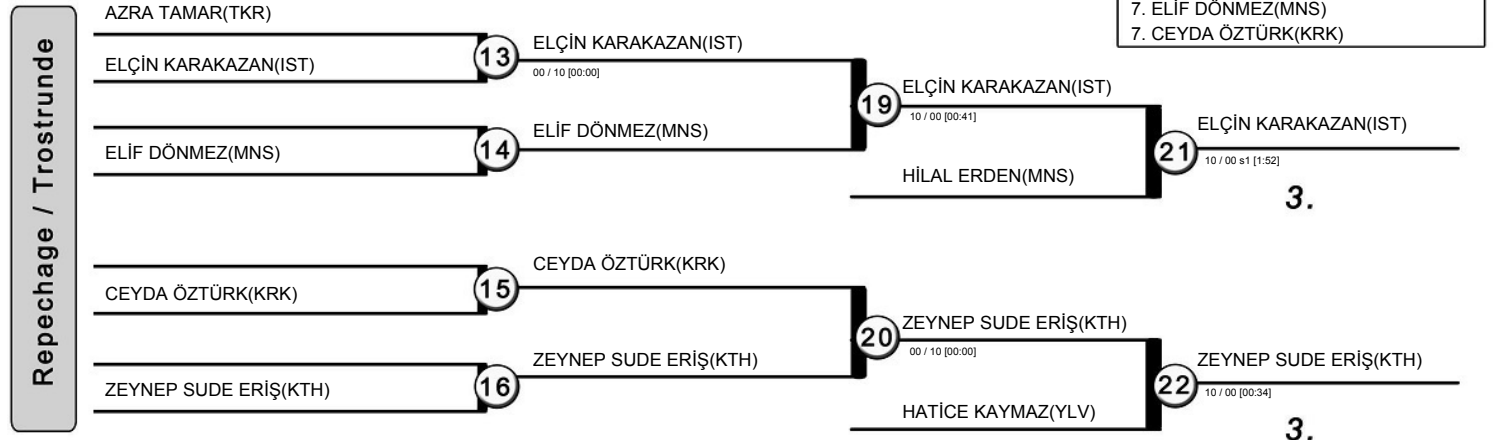 Repechage / Trostrunde
7. ELİF DÖNMEZ(MNS)
7. CEYDA ÖZTÜRK(KRK)
AZRA TAMAR(TKR)
ELÇİN KARAKAZAN(IST)
13
ELÇİN KARAKAZAN(IST)
00 / 10 [00:00]
ELİF DÖNMEZ(MNS)
14
ELİF DÖNMEZ(MNS)
19
ELÇİN KARAKAZAN(IST)
10 / 00 [00:41]
HİLAL ERDEN(MNS)
21
ELÇİN KARAKAZAN(IST)
10 / 00 s1 [1:52]
3.
CEYDA ÖZTÜRK(KRK)
15
CEYDA ÖZTÜRK(KRK)
ZEYNEP SUDE ERİŞ(KTH)
16
ZEYNEP SUDE ERİŞ(KTH)
20
ZEYNEP SUDE ERİŞ(KTH)
00 / 10 [00:00]
HATİCE KAYMAZ(YLV)
22
ZEYNEP SUDE ERİŞ(KTH)
10 / 00 [00:34]
3.